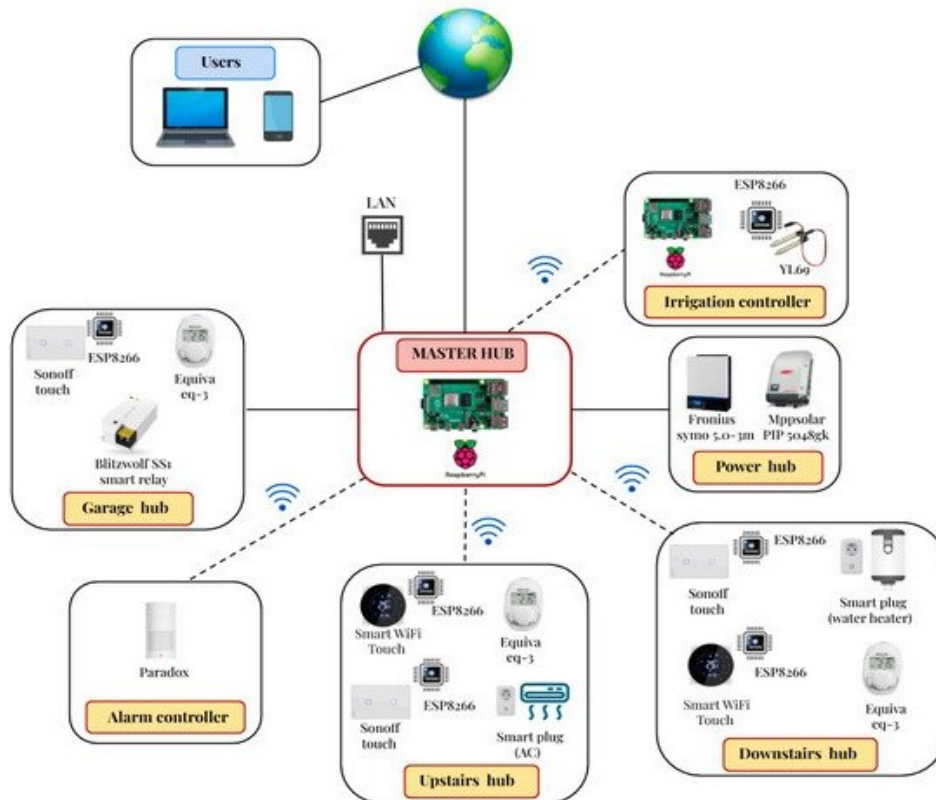 Users
LAN
ESP8266
YL69
RaspberryPi
Irrigation controller
MASTER HUB
RaspberryPi
ESP8266
Sonoff
touch
Equiva
eq-3
Blitzwolf SS1
smart relay
Garage hub
Fronius
symo 5.0-3m
Mppsolar
PIP 5048gk
Power hub
Paradox
Alarm controller
ESP8266
Smart WiFi
Touch
Equiva
eq-3
ESP8266
Sonoff
touch
Smart plug
(AC)
Upstairs hub
ESP8266
Sonoff
touch
Smart plug
(water heater)
ESP8266
Smart WiFi
Touch
Equiva
eq-3
Downstairs hub